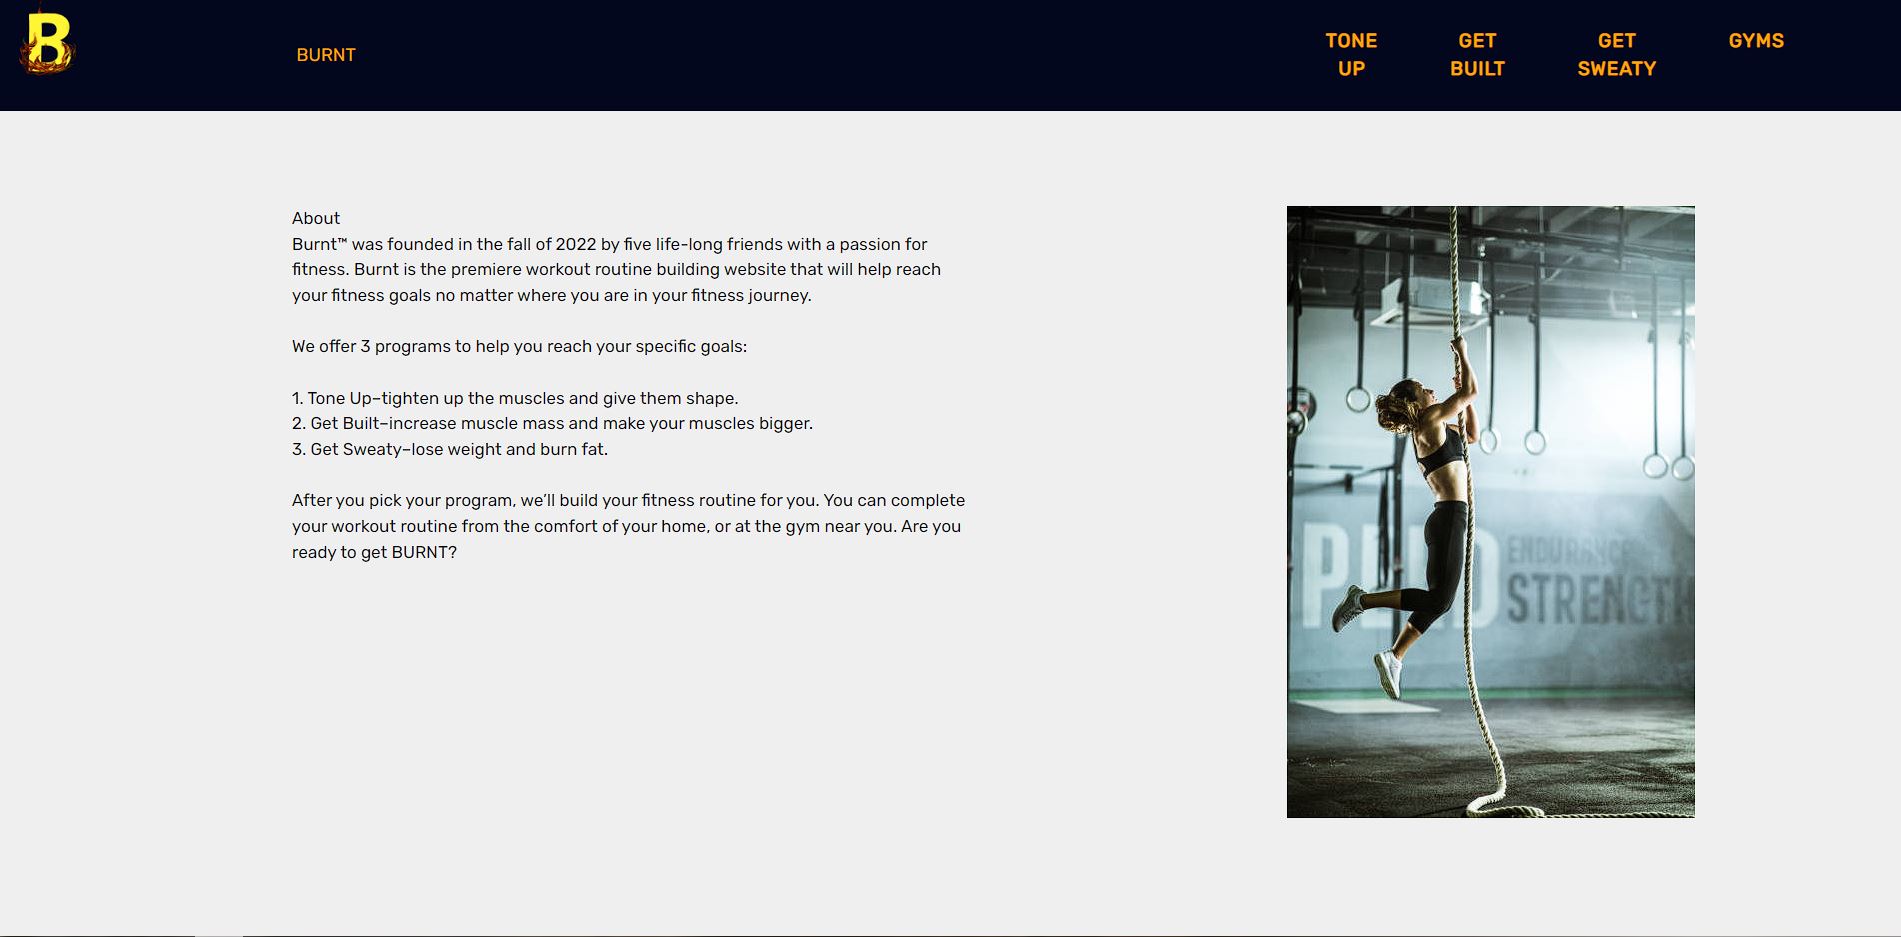 B
BURNT
TONE
UP
GET
BUILT
GET
SWEATY
GYMS
About
Burnt™ was founded in the fall of 2022 by five life-long friends with a passion for
fitness. Burnt is the premiere workout routine building website that will help reach
your fitness goals no matter where you are in your fitness journey.
We offer 3 programs to help you reach your specific goals:
1. Tone Up–tighten up the muscles and give them shape.
2. Get Built–increase muscle mass and make your muscles bigger.
3. Get Sweaty–lose weight and burn fat.
After you pick your program, we’ll build your fitness routine for you. You can complete
your workout routine from the comfort of your home, or at the gym near you. Are you
ready to get BURNT?
ENDURANCE
STRENGTH